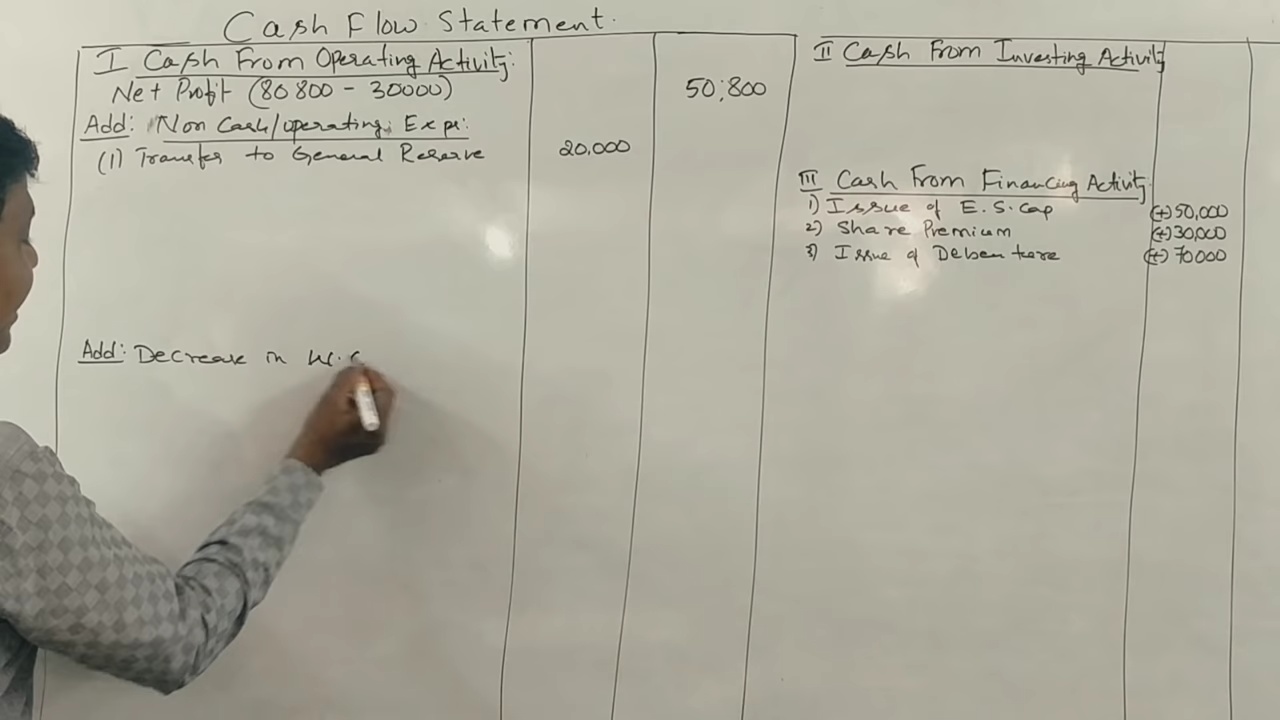 Cash Flow Statement.
I Cash From Operating Activity:
Net Profit (80800 - 30000) 50,800
Add: Non Cash/operating Exp:
(1) Transfer to General Reserve 20,000
Add: Decrease in W.C
II Cash From Investing Activity
III Cash From Financing Activity
1) Issue of E.S. Cap (+) 50,000
2) Share Premium (+) 30,000
3) Issue of Debenture (+) 70000